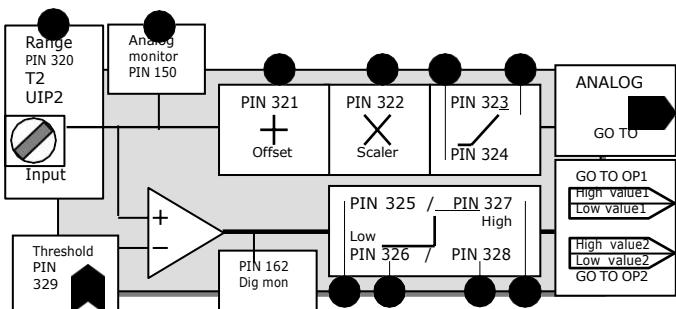 Range
PIN 320
T2
UIP2
Input
Analog
monitor
PIN 150
PIN 321
Offset
PIN 322
Scaler
PIN 323
PIN 324
ANALOG
GO TO
Threshold
PIN
329
+
−
PIN 162
Dig mon
PIN 325 / PIN 327
High
Low
PIN 326 / PIN 328
GO TO OP1
High value1
Low value1
High value2
Low value2
GO TO OP2